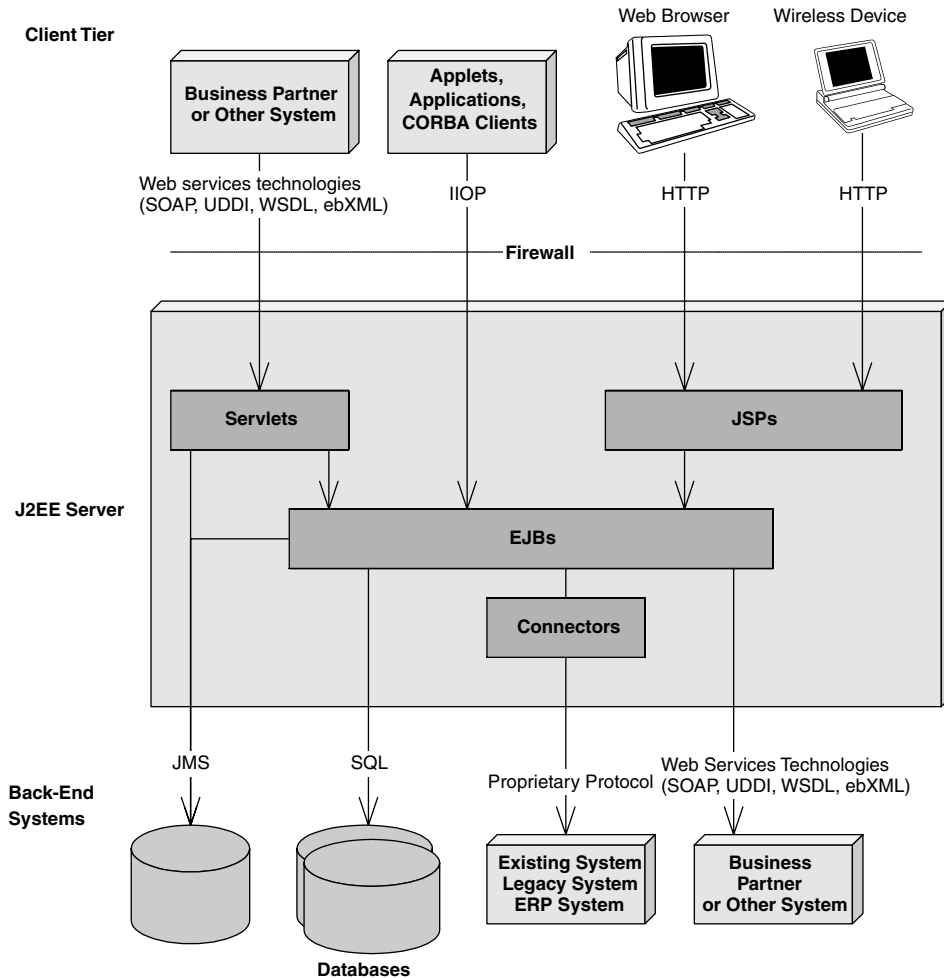 Client Tier
Web Browser
Wireless Device
Business Partner
or Other System
Applets,
Applications,
CORBA Clients
Web services technologies
(SOAP, UDDI, WSDL, ebXML)
IIOP
HTTP
HTTP
Firewall
Servlets
JSPs
J2EE Server
EJBs
Connectors
JMS
SQL
Proprietary Protocol
Web Services Technologies
(SOAP, UDDI, WSDL, ebXML)
Back-End
Systems
Existing System
Legacy System
ERP System
Business
Partner
or Other System
Databases